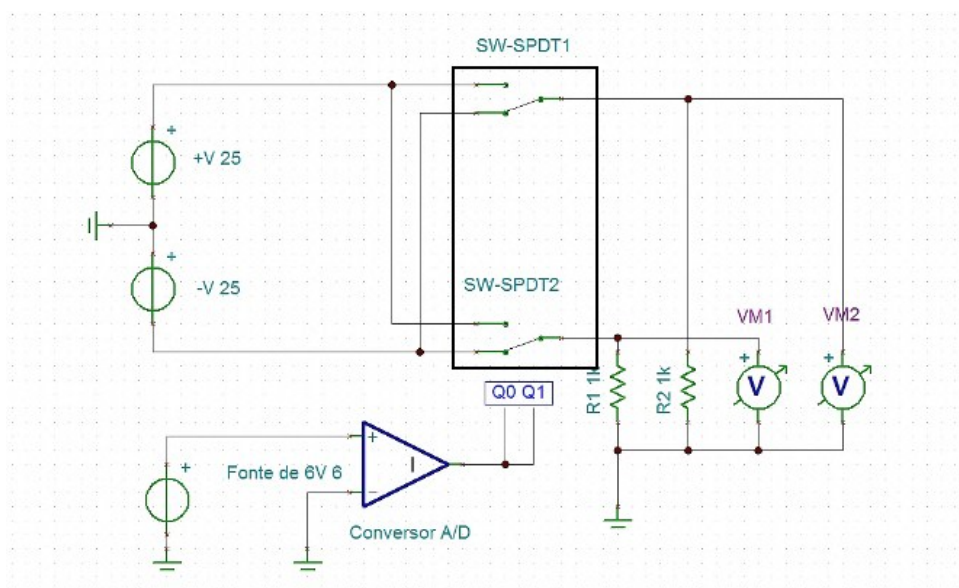 SW-SPDT1
+V 25
-V 25
SW-SPDT2
VM1
VM2
R1 1k
R2 1k
V
V
Q0 Q1
Fonte de 6V 6
Conversor A/D